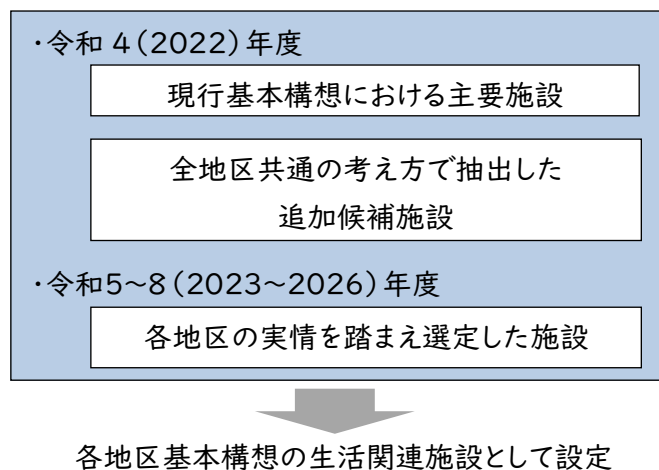 ・令和 4(2022)年度
現行基本構想における主要施設
全地区共通の考え方で抽出した
追加候補施設
・令和5~8(2023~2026)年度
各地区の実情を踏まえ選定した施設
各地区基本構想の生活関連施設として設定